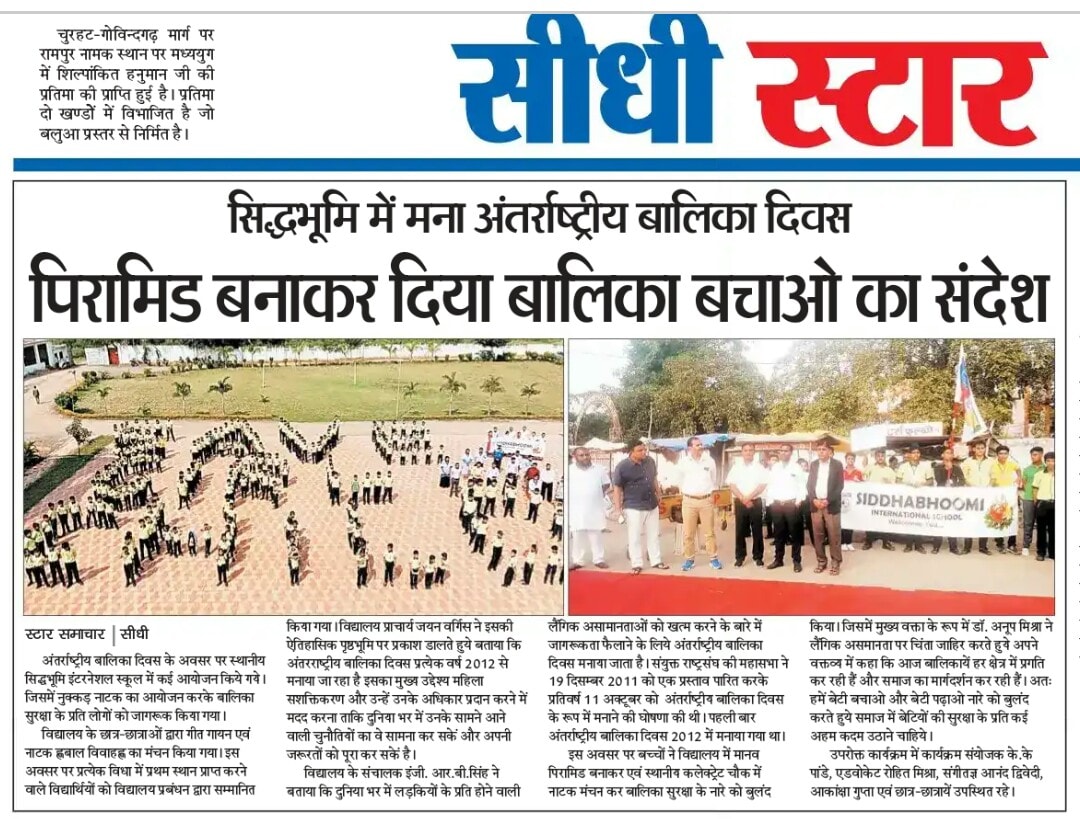 चुरहट-गोविन्दगढ़ मार्ग पर
रामपुर नामक स्थान पर मध्ययुग
में शिल्पांकित हनुमान जी की
प्रतिमा की प्राप्ति हुई है। प्रतिमा
दो खण्डों में विभाजित है जो
बलुआ प्रस्तर से निर्मित है।
सीधी स्टार
सिद्धभूमि में मना अंतर्राष्ट्रीय बालिका दिवस
पिरामिड बनाकर दिया बालिका बचाओ का संदेश
SIDDHABHOOMI
SIDDHABHOOMI
INTERNATIONAL SCHOOL
स्टार समाचार | सीधी
अंतर्राष्ट्रीय बालिका दिवस के अवसर पर स्थानीय
सिद्धभूमि इंटरनेशल स्कूल में कई आयोजन किये गये।
जिसमें नुक्कड़ नाटक का आयोजन करके बालिका
सुरक्षा के प्रति लोगों को जागरूक किया गया।
विद्यालय के छात्र-छात्राओं द्वारा गीत गायन एवं
नाटक ह्लबाल विवाहह्ल का मंचन किया गया। इस
अवसर पर प्रत्येक विधा में प्रथम स्थान प्राप्त करने
वाले विद्यार्थियों को विद्यालय प्रबंधन द्वारा सम्मानित
किया गया। विद्यालय प्राचार्य जयन वर्गिस ने इसकी
ऐतिहासिक पृष्ठभूमि पर प्रकाश डालते हुये बताया कि
अंतरराष्ट्रीय बालिका दिवस प्रत्येक वर्ष 2012 से
मनाया जा रहा है इसका मुख्य उद्देश्य महिला
सशक्तिकरण और उन्हें उनके अधिकार प्रदान करने में
मदद करना ताकि दुनिया भर में उनके सामने आने
वाली चुनौतियों का वे सामना कर सकें और अपनी
जरूरतों को पूरा कर सकें है।
विद्यालय के संचालक इंजी. आर.बी.सिंह ने
बताया कि दुनिया भर में लड़कियों के प्रति होने वाली
लैंगिक असामानताओं को खत्म करने के बारे में
जागरूकता फैलाने के लिये अंतर्राष्ट्रीय बालिका
दिवस मनाया जाता है। संयुक्त राष्ट्रसंघ की महासभा ने
19 दिसम्बर 2011 को एक प्रस्ताव पारित करके
प्रतिवर्ष 11 अक्टूबर को अंतर्राष्ट्रीय बालिका दिवस
के रूप में मनाने की घोषणा की थी। पहली बार
अंतर्राष्ट्रीय बालिका दिवस 2012 में मनाया गया था।
इस अवसर पर बच्चों ने विद्यालय में मानव
पिरामिड बनाकर एवं स्थानीय कलेक्ट्रेट चौक में
नाटक मंचन कर बालिका सुरक्षा के नारे को बुलंद
किया। जिसमें मुख्य वक्ता के रूप में डॉ. अनूप मिश्रा ने
लैंगिक असमानता पर चिंता जाहिर करते हुये अपने
वक्तव्य में कहा कि आज बालिकायें हर क्षेत्र में प्रगति
कर रही हैं और समाज का मार्गदर्शन कर रही हैं। अतः
हमें बेटी बचाओ और बेटी पढ़ाओ नारे को बुलंद
करते हुये समाज में बेटियों की सुरक्षा के प्रति कई
अहम कदम उठाने चाहिये।
उपरोक्त कार्यक्रम में कार्यक्रम संयोजक के.के
पांडे, एडवोकेट रोहित मिश्रा, संगीतज्ञ आनंद द्विवेदी,
आकांक्षा गुप्ता एवं छात्र-छात्रायें उपस्थित रहे।